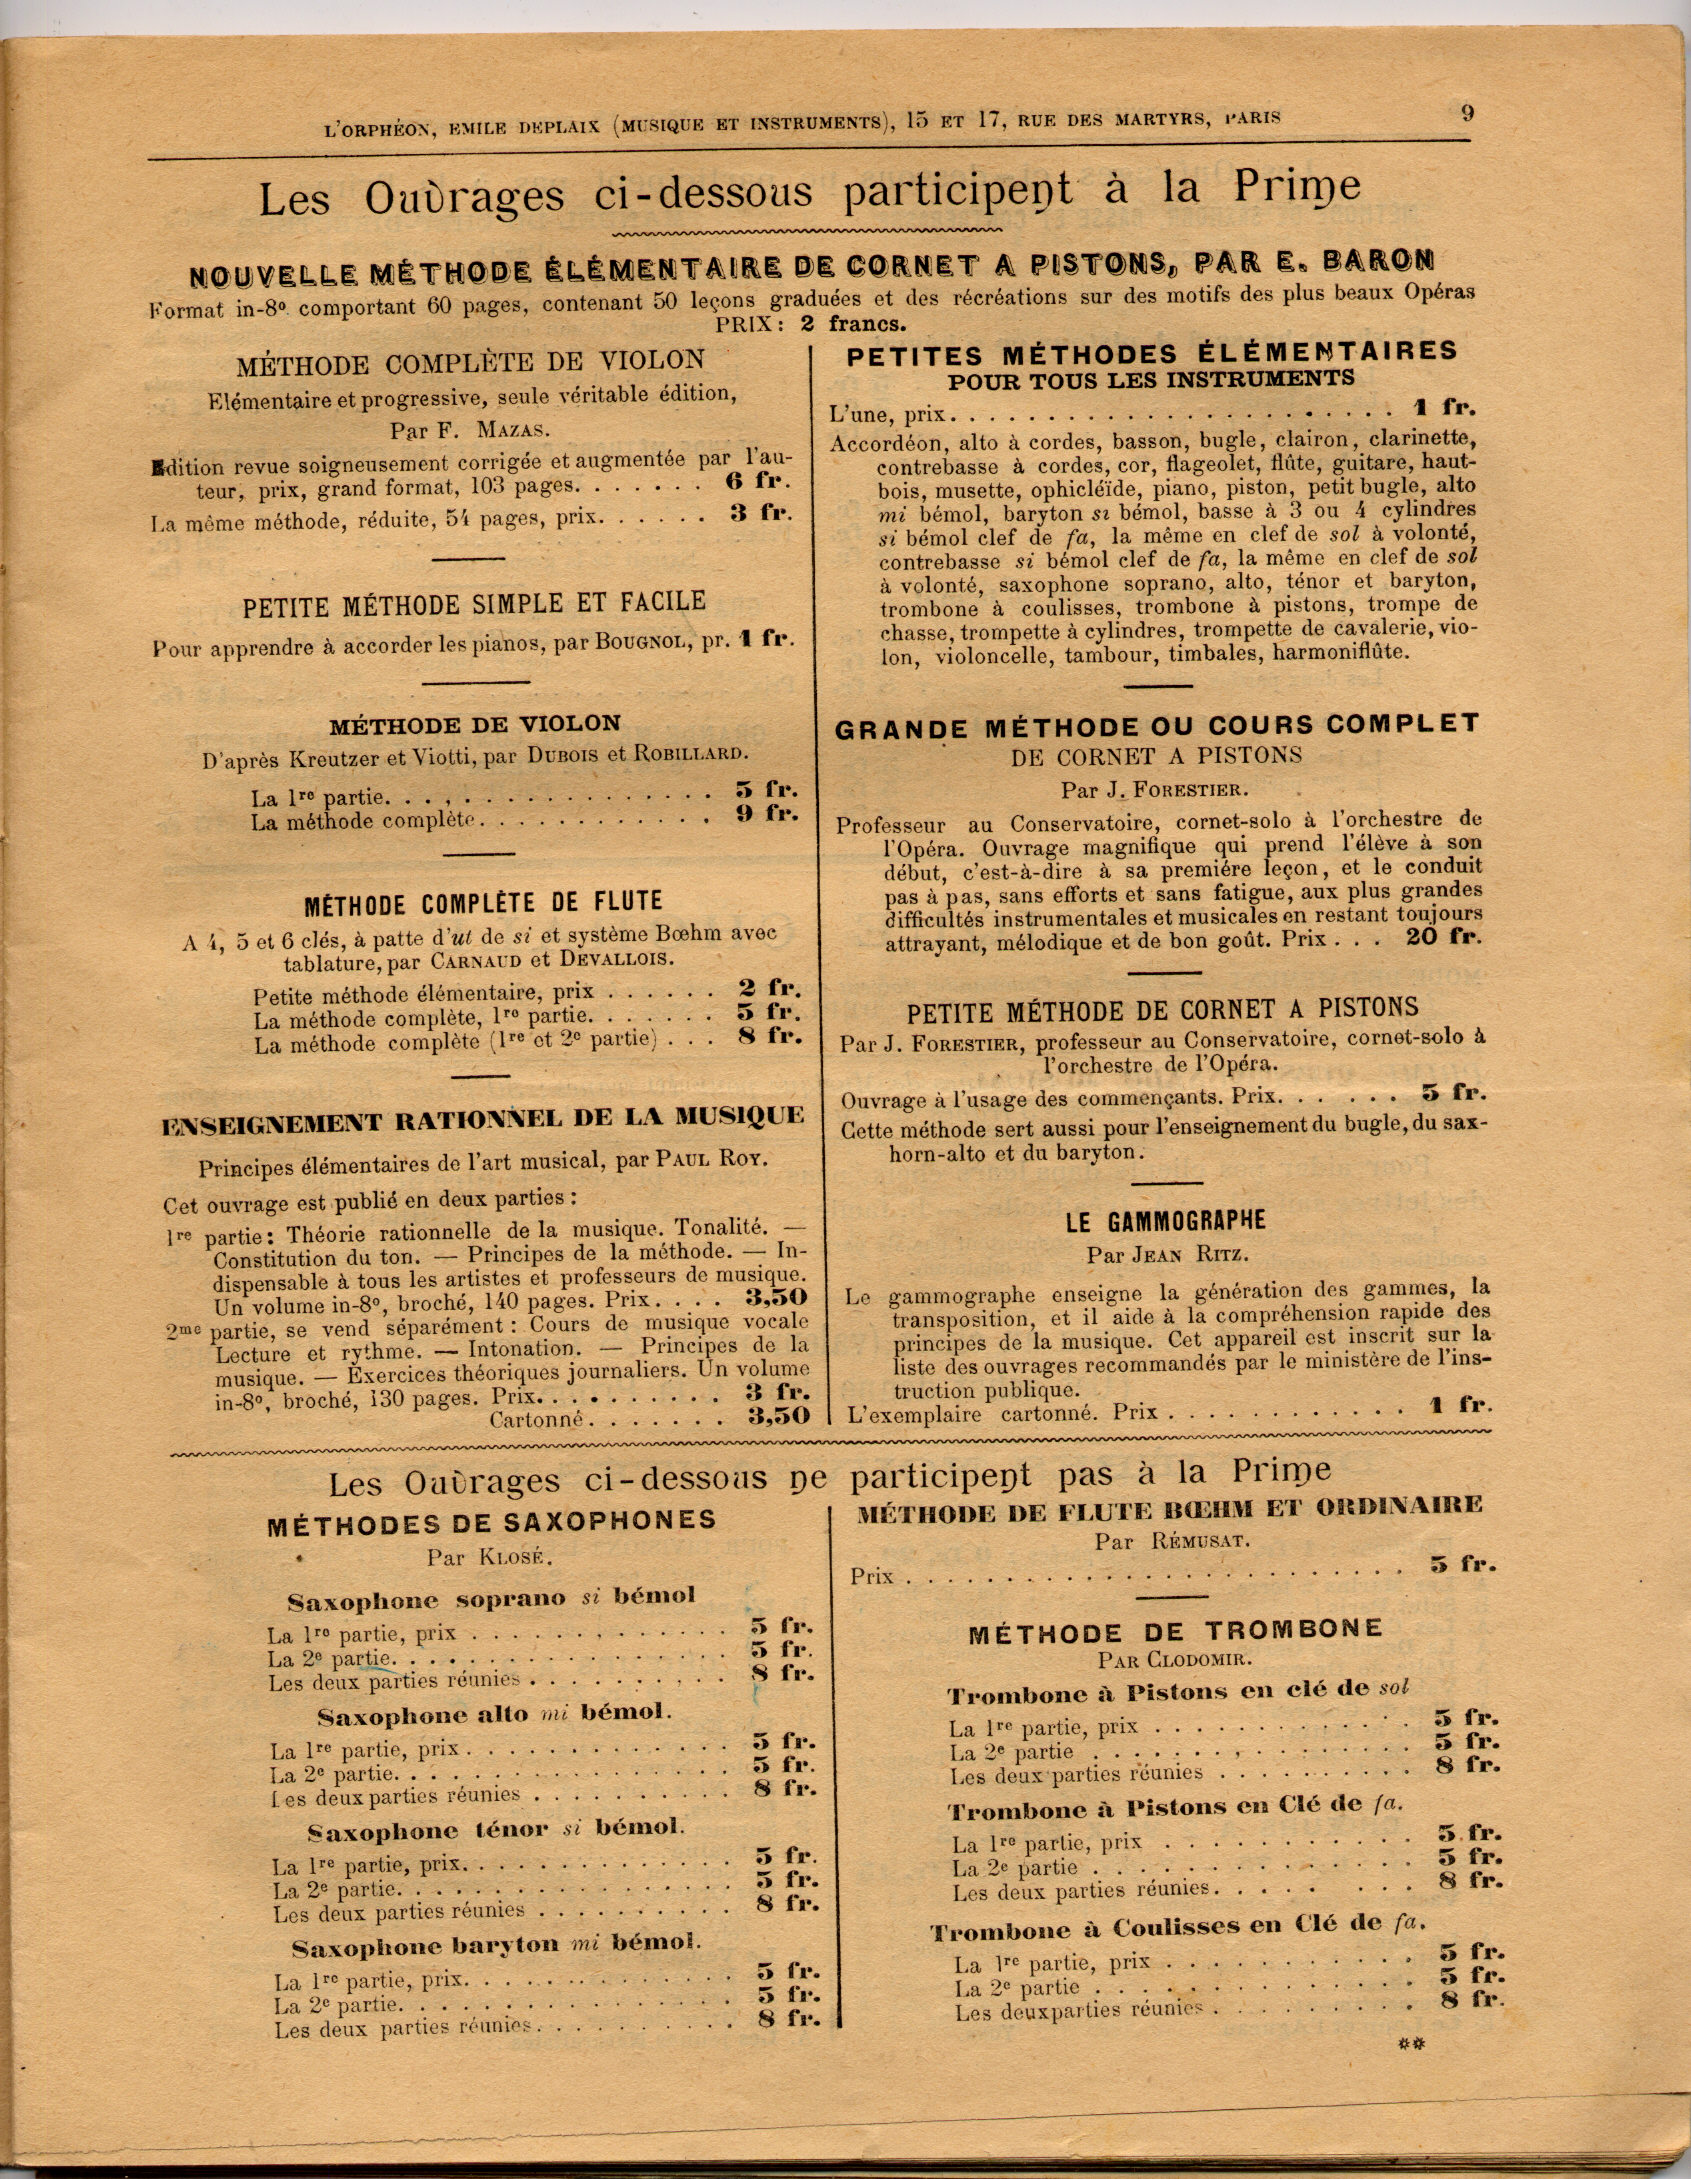 L'ORPHÉON, EMILE DEPLAIX (MUSIQUE ET INSTRUMENTS), 15 ET 17, RUE DES MARTYRS, PARIS
9
Les Ouvrages ci-dessous participent à la Prime
NOUVELLE MÉTHODE ÉLÉMENTAIRE DE CORNET A PISTONS, PAR E. BARON
Format in-8º comportant 60 pages, contenant 50 leçons graduées et des récréations sur des motifs des plus beaux Opéras
PRIX : 2 francs.
MÉTHODE COMPLÈTE DE VIOLON
Elémentaire et progressive, seule véritable édition,
Par F. MAZAS.
Edition revue soigneusement corrigée et augmentée par l'au-
teur, prix, grand format, 103 pages. . . . . . . 6 fr.
La même méthode, réduite, 54 pages, prix. . . . . . 3 fr.
PETITE MÉTHODE SIMPLE ET FACILE
Pour apprendre à accorder les pianos, par BOUGNOL, pr. 1 fr.
MÉTHODE DE VIOLON
D'après Kreutzer et Viotti, par DUBOIS et ROBILLARD.
La 1re partie. . . . . . . . . . . . . . . . 5 fr.
La méthode complète. . . . . . . . . . . . 9 fr.
MÉTHODE COMPLÈTE DE FLUTE
A 4, 5 et 6 clés, à patte d'ut de si et système Bœhm avec
tablature, par CARNAUD et DEVALLOIS.
Petite méthode élémentaire, prix . . . . . . 2 fr.
La méthode complète, 1re partie. . . . . . . 5 fr.
La méthode complète (1re et 2e partie) . . . 8 fr.
ENSEIGNEMENT RATIONNEL DE LA MUSIQUE
Principes élémentaires de l'art musical, par PAUL ROY.
Cet ouvrage est publié en deux parties :
1re partie : Théorie rationnelle de la musique. Tonalité. —
Constitution du ton. — Principes de la méthode. — In-
dispensable à tous les artistes et professeurs de musique.
Un volume in-8º, broché, 140 pages. Prix. . . . 3,50
2me partie, se vend séparément : Cours de musique vocale
Lecture et rythme. — Intonation. — Principes de la
musique. — Exercices théoriques journaliers. Un volume
in-8º, broché, 130 pages. Prix. . . . . . . . . . 3 fr.
Cartonné. . . . . . . 3,50
PETITES MÉTHODES ÉLÉMENTAIRES
POUR TOUS LES INSTRUMENTS
L'une, prix. . . . . . . . . . . . . . . . . . . . . . 1 fr.
Accordéon, alto à cordes, basson, bugle, clairon, clarinette,
contrebasse à cordes, cor, flageolet, flûte, guitare, haut-
bois, musette, ophicléïde, piano, piston, petit bugle, alto
mi bémol, baryton si bémol, basse à 3 ou 4 cylindres
si bémol clef de fa, la même en clef de sol à volonté,
contrebasse si bémol clef de fa, la même en clef de sol
à volonté, saxophone soprano, alto, ténor et baryton,
trombone à coulisses, trombone à pistons, trompe de
chasse, trompette à cylindres, trompette de cavalerie, vio-
lon, violoncelle, tambour, timbales, harmoniflûte.
GRANDE MÉTHODE OU COURS COMPLET
DE CORNET A PISTONS
Par J. FORESTIER.
Professeur au Conservatoire, cornet-solo à l'orchestre de
l'Opéra. Ouvrage magnifique qui prend l'élève à son
début, c'est-à-dire à sa premiére leçon, et le conduit
pas à pas, sans efforts et sans fatigue, aux plus grandes
difficultés instrumentales et musicales en restant toujours
attrayant, mélodique et de bon goût. Prix . . . 20 fr.
PETITE MÉTHODE DE CORNET A PISTONS
Par J. FORESTIER, professeur au Conservatoire, cornet-solo à
l'orchestre de l'Opéra.
Ouvrage à l'usage des commençants. Prix. . . . . . 5 fr.
Cette méthode sert aussi pour l'enseignement du bugle, du sax-
horn-alto et du baryton.
LE GAMMOGRAPHE
Par JEAN RITZ.
Le gammographe enseigne la génération des gammes, la
transposition, et il aide à la compréhension rapide des
principes de la musique. Cet appareil est inscrit sur la
liste des ouvrages recommandés par le ministère de l'ins-
truction publique.
L'exemplaire cartonné. Prix . . . . . . . . . . . . 1 fr.
Les Ouvrages ci-dessous ne participent pas à la Prime
MÉTHODES DE SAXOPHONES
Par KLOSÉ.
Saxophone soprano si bémol
La 1re partie, prix . . . . . . . . . . . . . 5 fr.
La 2e partie. . . . . . . . . . . . . . . . . 5 fr.
Les deux parties réunies . . . . . . . . . . 8 fr.
Saxophone alto mi bémol.
La 1re partie, prix. . . . . . . . . . . . . 5 fr.
La 2e partie. . . . . . . . . . . . . . . . . 5 fr.
Les deux parties réunies . . . . . . . . . . 8 fr.
Saxophone ténor si bémol.
La 1re partie, prix. . . . . . . . . . . . . 5 fr.
La 2e partie. . . . . . . . . . . . . . . . . 5 fr.
Les deux parties réunies . . . . . . . . . . 8 fr.
Saxophone baryton mi bémol.
La 1re partie, prix. . . . . . . . . . . . . 5 fr.
La 2e partie. . . . . . . . . . . . . . . . . 5 fr.
Les deux parties réunies. . . . . . . . . . 8 fr.
MÉTHODE DE FLUTE BŒHM ET ORDINAIRE
Par RÉMUSAT.
Prix . . . . . . . . . . . . . . . . . . . . . . . . . 5 fr.
MÉTHODE DE TROMBONE
PAR CLODOMIR.
Trombone à Pistons en clé de sol
La 1re partie, prix . . . . . . . . . . . . . 5 fr.
La 2e partie . . . . . . . . . . . . . . . . 5 fr.
Les deux parties réunies . . . . . . . . . . 8 fr.
Trombone à Pistons en Clé de fa.
La 1re partie, prix . . . . . . . . . . . . . 5 fr.
La 2e partie . . . . . . . . . . . . . . . . 5 fr.
Les deux parties réunies. . . . . . . . . 8 fr.
Trombone à Coulisses en Clé de fa.
La 1re partie, prix . . . . . . . . . . . . . 5 fr.
La 2e partie . . . . . . . . . . . . . . . . 5 fr.
Les deux parties réunies . . . . . . . . . . 8 fr.
**